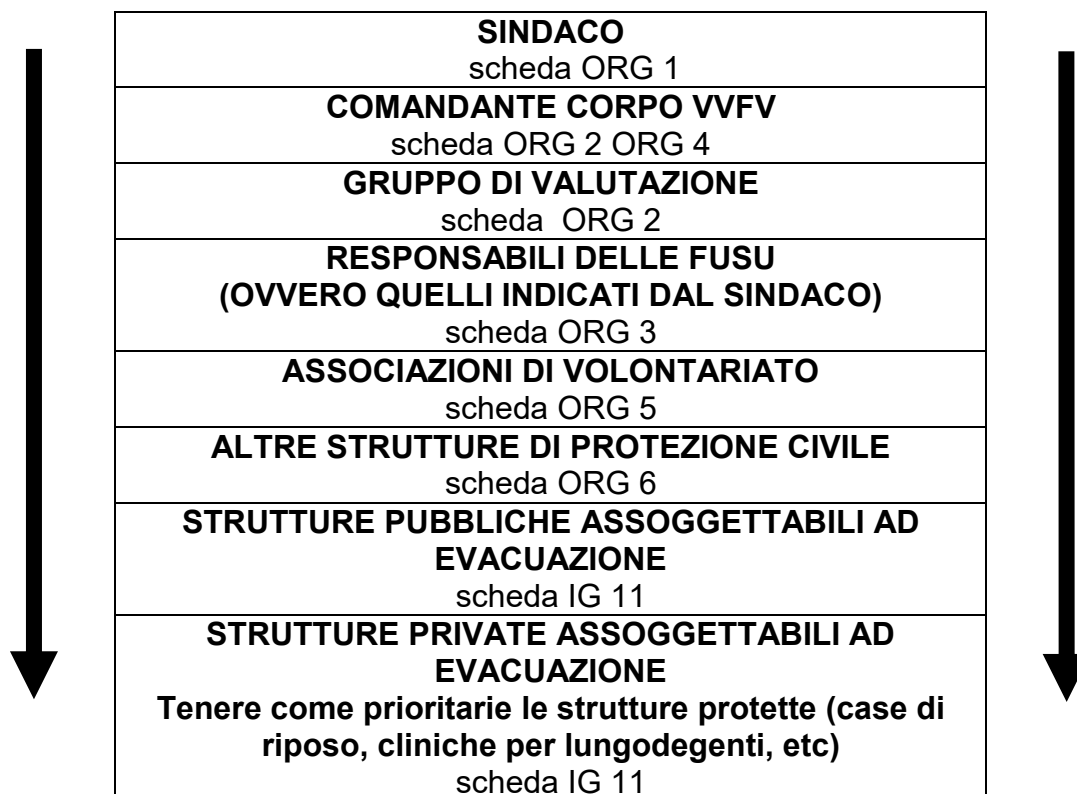 SINDACO
scheda ORG 1
COMANDANTE CORPO VVFV
scheda ORG 2 ORG 4
GRUPPO DI VALUTAZIONE
scheda ORG 2
RESPONSABILI DELLE FUSU
(OVVERO QUELLI INDICATI DAL SINDACO)
scheda ORG 3
ASSOCIAZIONI DI VOLONTARIATO
scheda ORG 5
ALTRE STRUTTURE DI PROTEZIONE CIVILE
scheda ORG 6
STRUTTURE PUBBLICHE ASSOGGETTABILI AD
EVACUAZIONE
scheda IG 11
STRUTTURE PRIVATE ASSOGGETTABILI AD
EVACUAZIONE
Tenere come prioritarie le strutture protette (case di
riposo, cliniche per lungodegenti, etc)
scheda IG 11